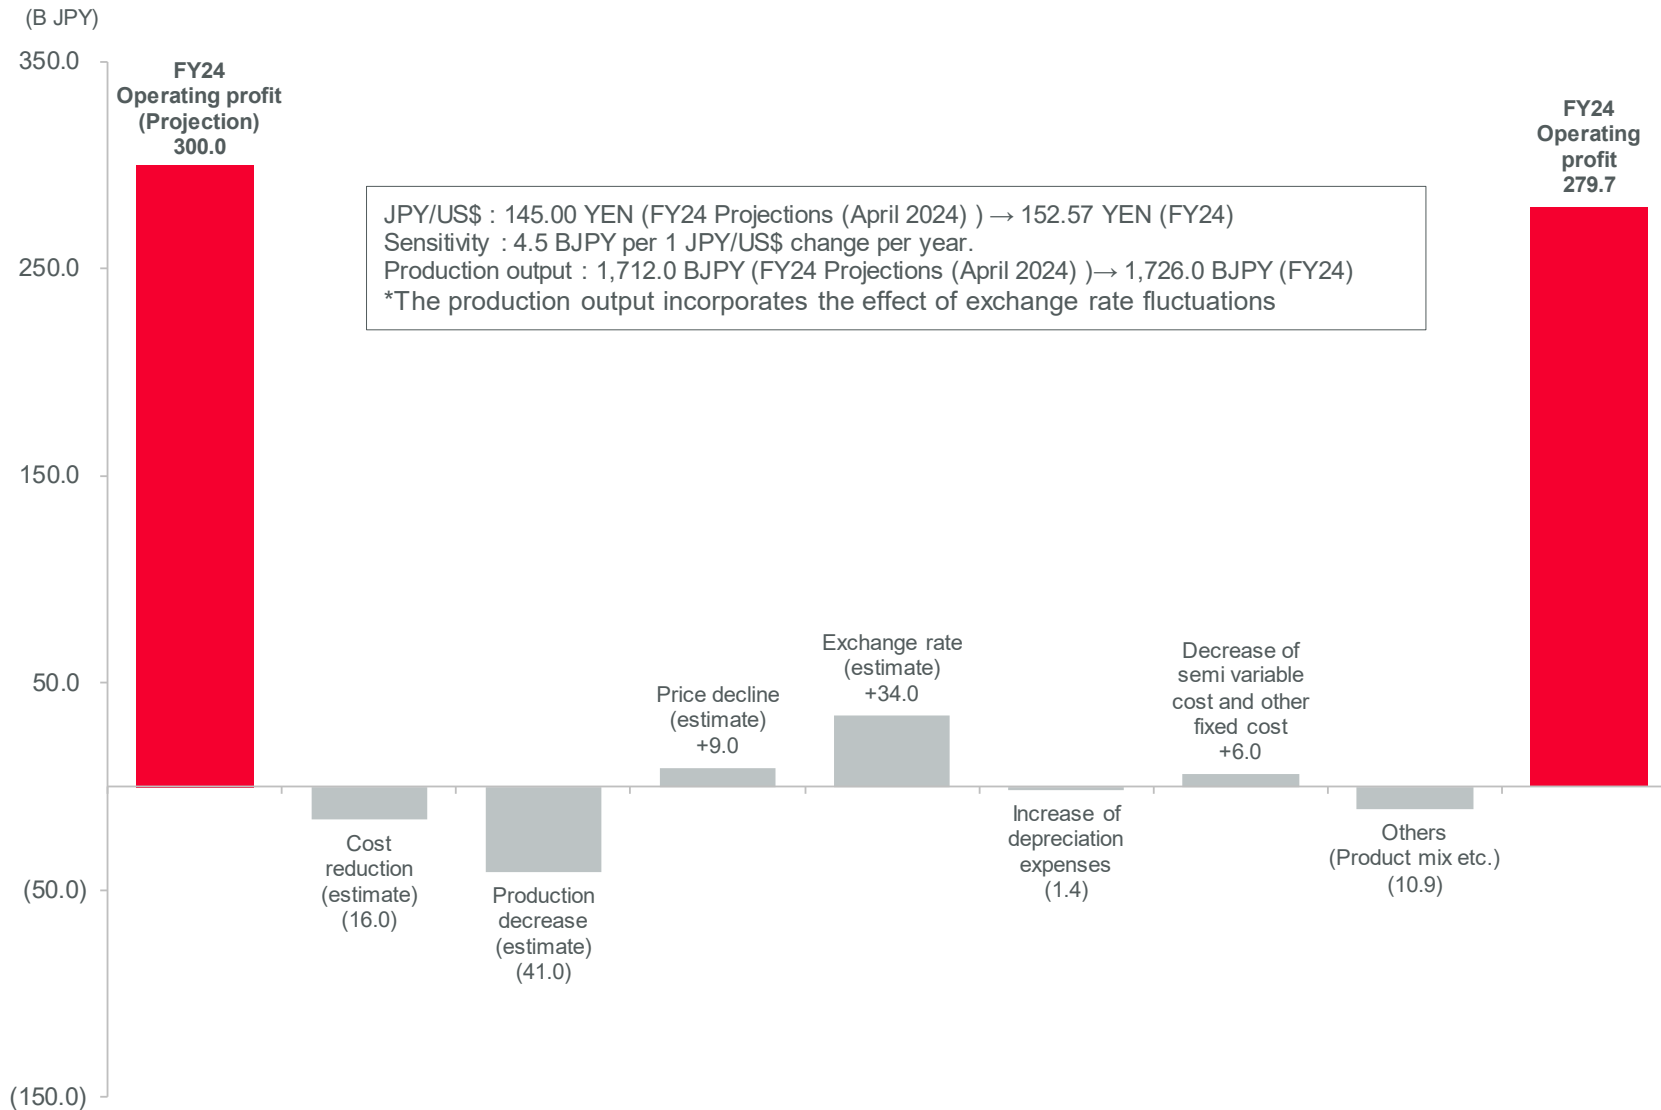 (B JPY)
350.0
250.0
150.0
50.0
(50.0)
(150.0)
FY24
Operating profit
(Projection)
300.0
JPY/US$ : 145.00 YEN (FY24 Projections (April 2024) ) → 152.57 YEN (FY24)
Sensitivity : 4.5 BJPY per 1 JPY/US$ change per year.
Production output : 1,712.0 BJPY (FY24 Projections (April 2024) )→ 1,726.0 BJPY (FY24)
*The production output incorporates the effect of exchange rate fluctuations
Cost
reduction
(estimate)
(16.0)
Production
decrease
(estimate)
(41.0)
Price decline
(estimate)
+9.0
Exchange rate
(estimate)
+34.0
Increase of
depreciation
expenses
(1.4)
Decrease of
semi variable
cost and other
fixed cost
+6.0
Others
(Product mix etc.)
(10.9)
FY24
Operating
profit
279.7